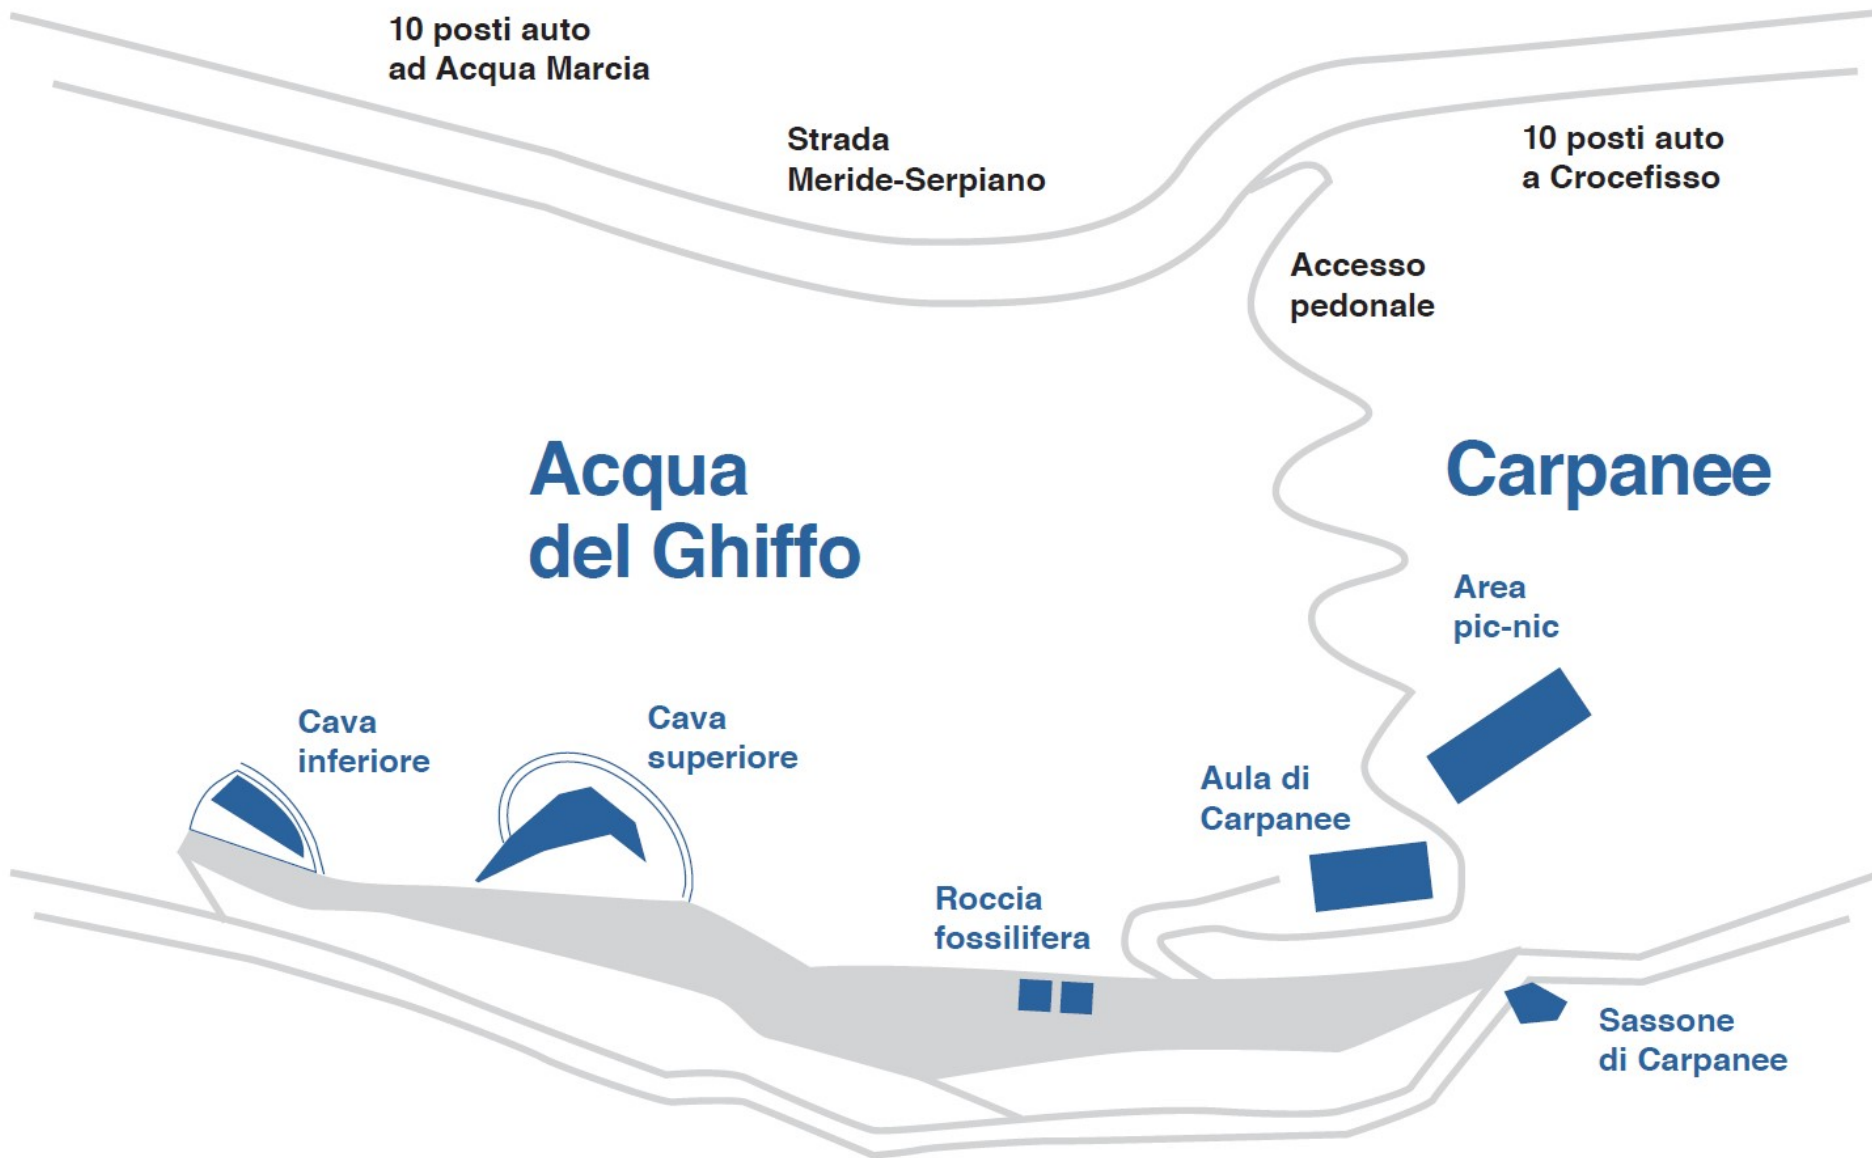 10 posti auto
ad Acqua Marcia
Strada
Meride-Serpiano
10 posti auto
a Crocefisso
Accesso
pedonale
Acqua
del Ghiffo
Carpanee
Area
pic-nic
Cava
inferiore
Cava
superiore
Aula di
Carpanee
Roccia
fossilifera
Sassone
di Carpanee